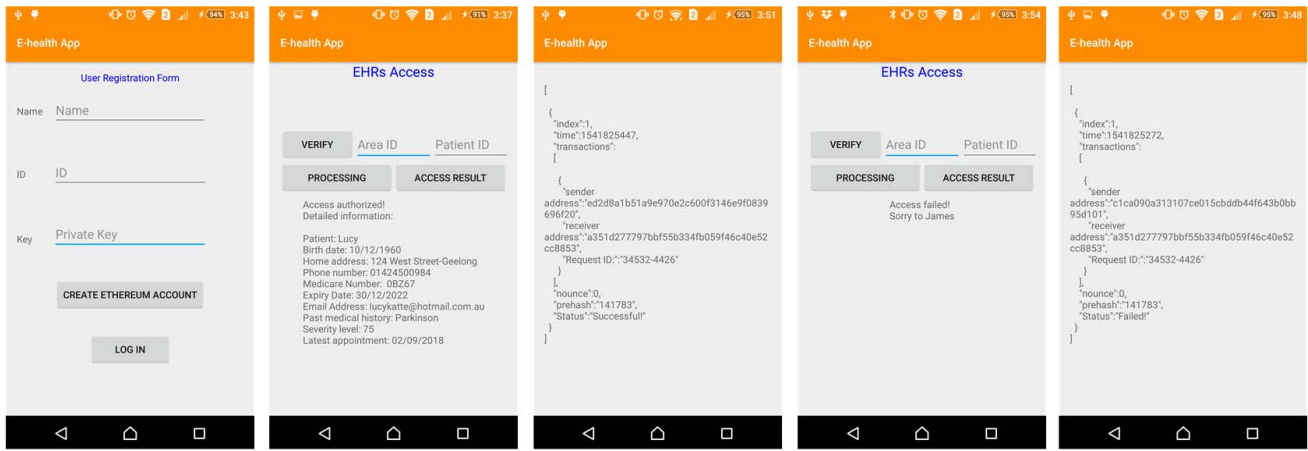 94% 3:43
E-health App
User Registration Form
Name Name
ID ID
Key Private Key
CREATE ETHEREUM ACCOUNT
LOG IN
2 91% 3:37
E-health App
EHRs Access
VERIFY Area ID Patient ID
PROCESSING ACCESS RESULT
Access authorized!
Detailed information:
Patient: Lucy
Birth date: 10/12/1960
Home address: 124 West Street-Geelong
Phone number: 01424500984
Medicare Number: 0BZ67
Expiry Date: 30/12/2022
Email Address: lucykatte@hotmail.com.au
Past medical history: Parkinson
Severity level: 75
Latest appointment: 02/09/2018
2 95% 3:51
E-health App
[
{
"index":1,
"time":1541825447,
"transactions":
[
{
"sender
address":"ed2d8a1b51a9e970e2c600f3146e9f0839
696f20",
"receiver
address":"a351d277797bbf55b334fb059f46c40e52
cc8853",
"Request ID:":"34532-4426"
}
],
"nounce":0,
"prehash":"141783",
"Status":"Successful!"
}
]
2 95% 3:54
E-health App
EHRs Access
VERIFY Area ID Patient ID
PROCESSING ACCESS RESULT
Access failed!
Sorry to James
2 95% 3:48
E-health App
[
{
"index":1,
"time":1541825272,
"transactions":
[
{
"sender
address":"c1ca090a313107ce015cbddb44f643b0bb
95d101",
"receiver
address":"a351d277797bbf55b334fb059f46c40e52
cc8853",
"Request ID:":"34532-4426"
}
],
"nounce":0,
"prehash":"141783",
"Status":"Failed!"
}
]